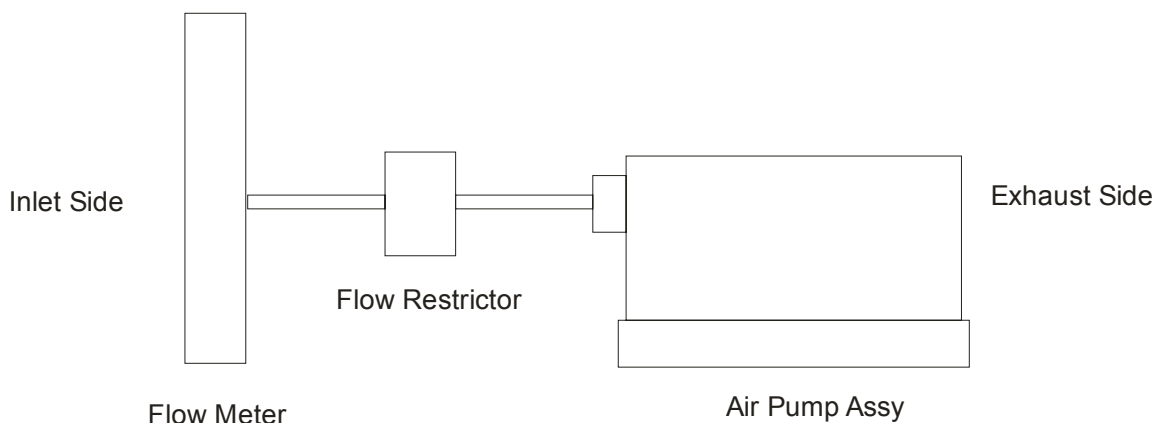 Inlet Side
Exhaust Side
Flow Restrictor
Flow Meter
Air Pump Assy